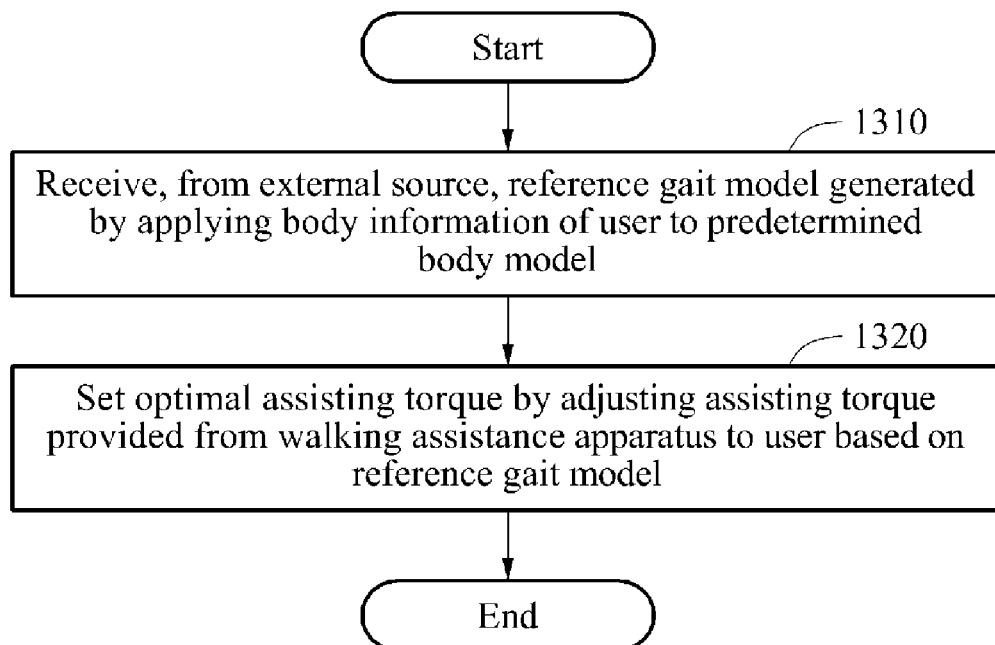 Start
1310
Receive, from external source, reference gait model generated
by applying body information of user to predetermined
body model
1320
Set optimal assisting torque by adjusting assisting torque
provided from walking assistance apparatus to user based on
reference gait model
End